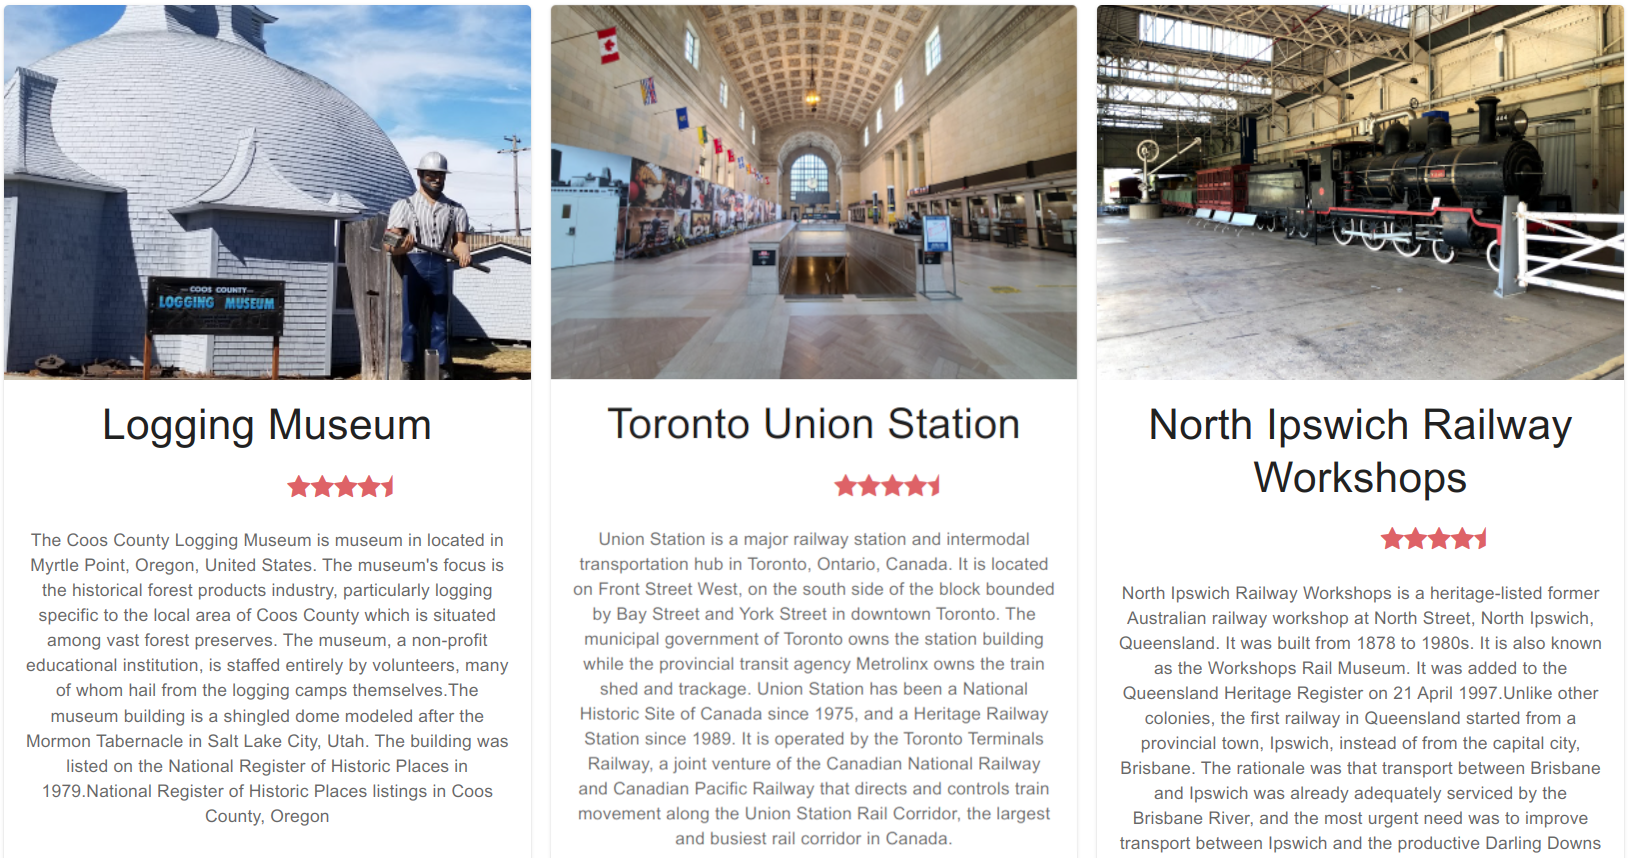 COOS COUNTY
LOGGING MUSEUM
Logging Museum
The Coos County Logging Museum is museum in located in
Myrtle Point, Oregon, United States. The museum's focus is
the historical forest products industry, particularly logging
specific to the local area of Coos County which is situated
among vast forest preserves. The museum, a non-profit
educational institution, is staffed entirely by volunteers, many
of whom hail from the logging camps themselves.The
museum building is a shingled dome modeled after the
Mormon Tabernacle in Salt Lake City, Utah. The building was
listed on the National Register of Historic Places in
1979.National Register of Historic Places listings in Coos
County, Oregon
Toronto Union Station
Union Station is a major railway station and intermodal
transportation hub in Toronto, Ontario, Canada. It is located
on Front Street West, on the south side of the block bounded
by Bay Street and York Street in downtown Toronto. The
municipal government of Toronto owns the station building
while the provincial transit agency Metrolinx owns the train
shed and trackage. Union Station has been a National
Historic Site of Canada since 1975, and a Heritage Railway
Station since 1989. It is operated by the Toronto Terminals
Railway, a joint venture of the Canadian National Railway
and Canadian Pacific Railway that directs and controls train
movement along the Union Station Rail Corridor, the largest
and busiest rail corridor in Canada.
North Ipswich Railway
Workshops
North Ipswich Railway Workshops is a heritage-listed former
Australian railway workshop at North Street, North Ipswich,
Queensland. It was built from 1878 to 1980s. It is also known
as the Workshops Rail Museum. It was added to the
Queensland Heritage Register on 21 April 1997.Unlike other
colonies, the first railway in Queensland started from a
provincial town, Ipswich, instead of from the capital city,
Brisbane. The rationale was that transport between Brisbane
and Ipswich was already adequately serviced by the
Brisbane River, and the most urgent need was to improve
transport between Ipswich and the productive Darling Downs